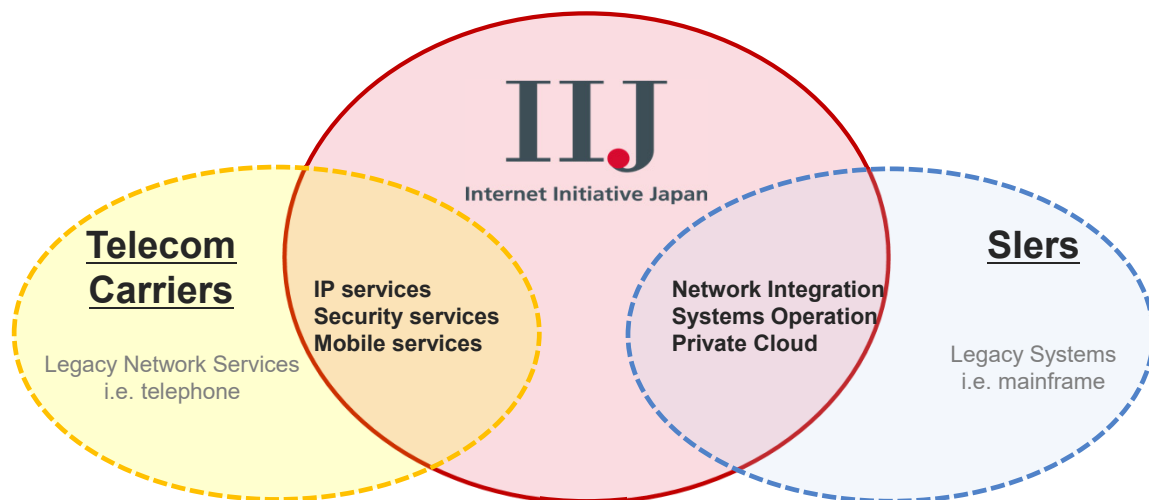 IIJ
Internet Initiative Japan
Telecom
Carriers
Legacy Network Services
i.e. telephone
IP services
Security services
Mobile services
Network Integration
Systems Operation
Private Cloud
SIers
Legacy Systems
i.e. mainframe